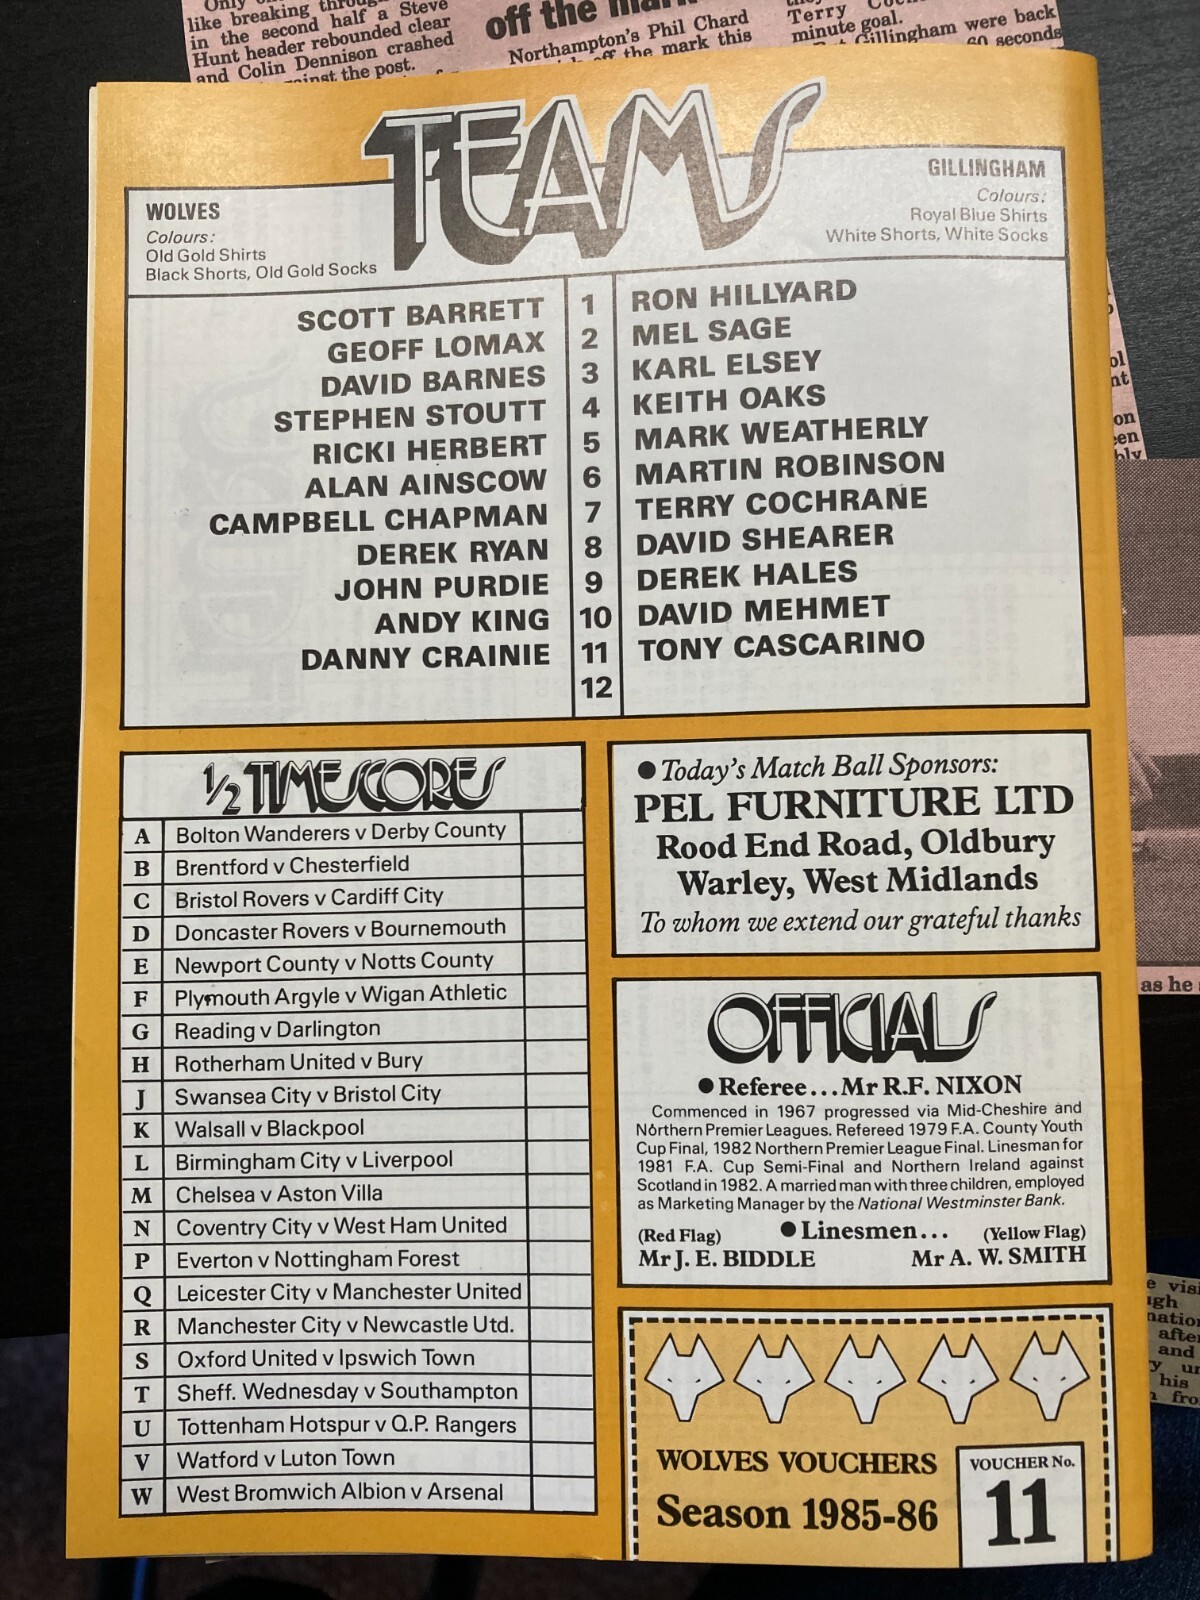 like breaking through
in the second half a Steve
Hunt header rebounded clear
and Colin Dennison crashed
against the post.
off the mark
Northampton's Phil Chard
off the mark this
Terry
minute goal.
Gillingham were back
60 seconds
TEAMS
WOLVES
Colours:
Old Gold Shirts
Black Shorts, Old Gold Socks
GILLINGHAM
Colours:
Royal Blue Shirts
White Shorts, White Socks
SCOTT BARRETT 1 RON HILLYARD
GEOFF LOMAX 2 MEL SAGE
DAVID BARNES 3 KARL ELSEY
STEPHEN STOUTT 4 KEITH OAKS
RICKI HERBERT 5 MARK WEATHERLY
ALAN AINSCOW 6 MARTIN ROBINSON
CAMPBELL CHAPMAN 7 TERRY COCHRANE
DEREK RYAN 8 DAVID SHEARER
JOHN PURDIE 9 DEREK HALES
ANDY KING 10 DAVID MEHMET
DANNY CRAINIE 11 TONY CASCARINO
12
½ TIME SCORES
A Bolton Wanderers v Derby County
B Brentford v Chesterfield
C Bristol Rovers v Cardiff City
D Doncaster Rovers v Bournemouth
E Newport County v Notts County
F Plymouth Argyle v Wigan Athletic
G Reading v Darlington
H Rotherham United v Bury
J Swansea City v Bristol City
K Walsall v Blackpool
L Birmingham City v Liverpool
M Chelsea v Aston Villa
N Coventry City v West Ham United
P Everton v Nottingham Forest
Q Leicester City v Manchester United
R Manchester City v Newcastle Utd.
S Oxford United v Ipswich Town
T Sheff. Wednesday v Southampton
U Tottenham Hotspur v Q.P. Rangers
V Watford v Luton Town
W West Bromwich Albion v Arsenal
● Today's Match Ball Sponsors:
PEL FURNITURE LTD
Rood End Road, Oldbury
Warley, West Midlands
To whom we extend our grateful thanks
OFFICIALS
● Referee...Mr R.F. NIXON
Commenced in 1967 progressed via Mid-Cheshire and
Northern Premier Leagues. Refereed 1979 F.A. County Youth
Cup Final, 1982 Northern Premier League Final. Linesman for
1981 F.A. Cup Semi-Final and Northern Ireland against
Scotland in 1982. A married man with three children, employed
as Marketing Manager by the National Westminster Bank.
(Red Flag) ● Linesmen... (Yellow Flag)
Mr J. E. BIDDLE Mr A. W. SMITH
WOLVES VOUCHERS
Season 1985-86
VOUCHER No.
11
as he
after
and
his